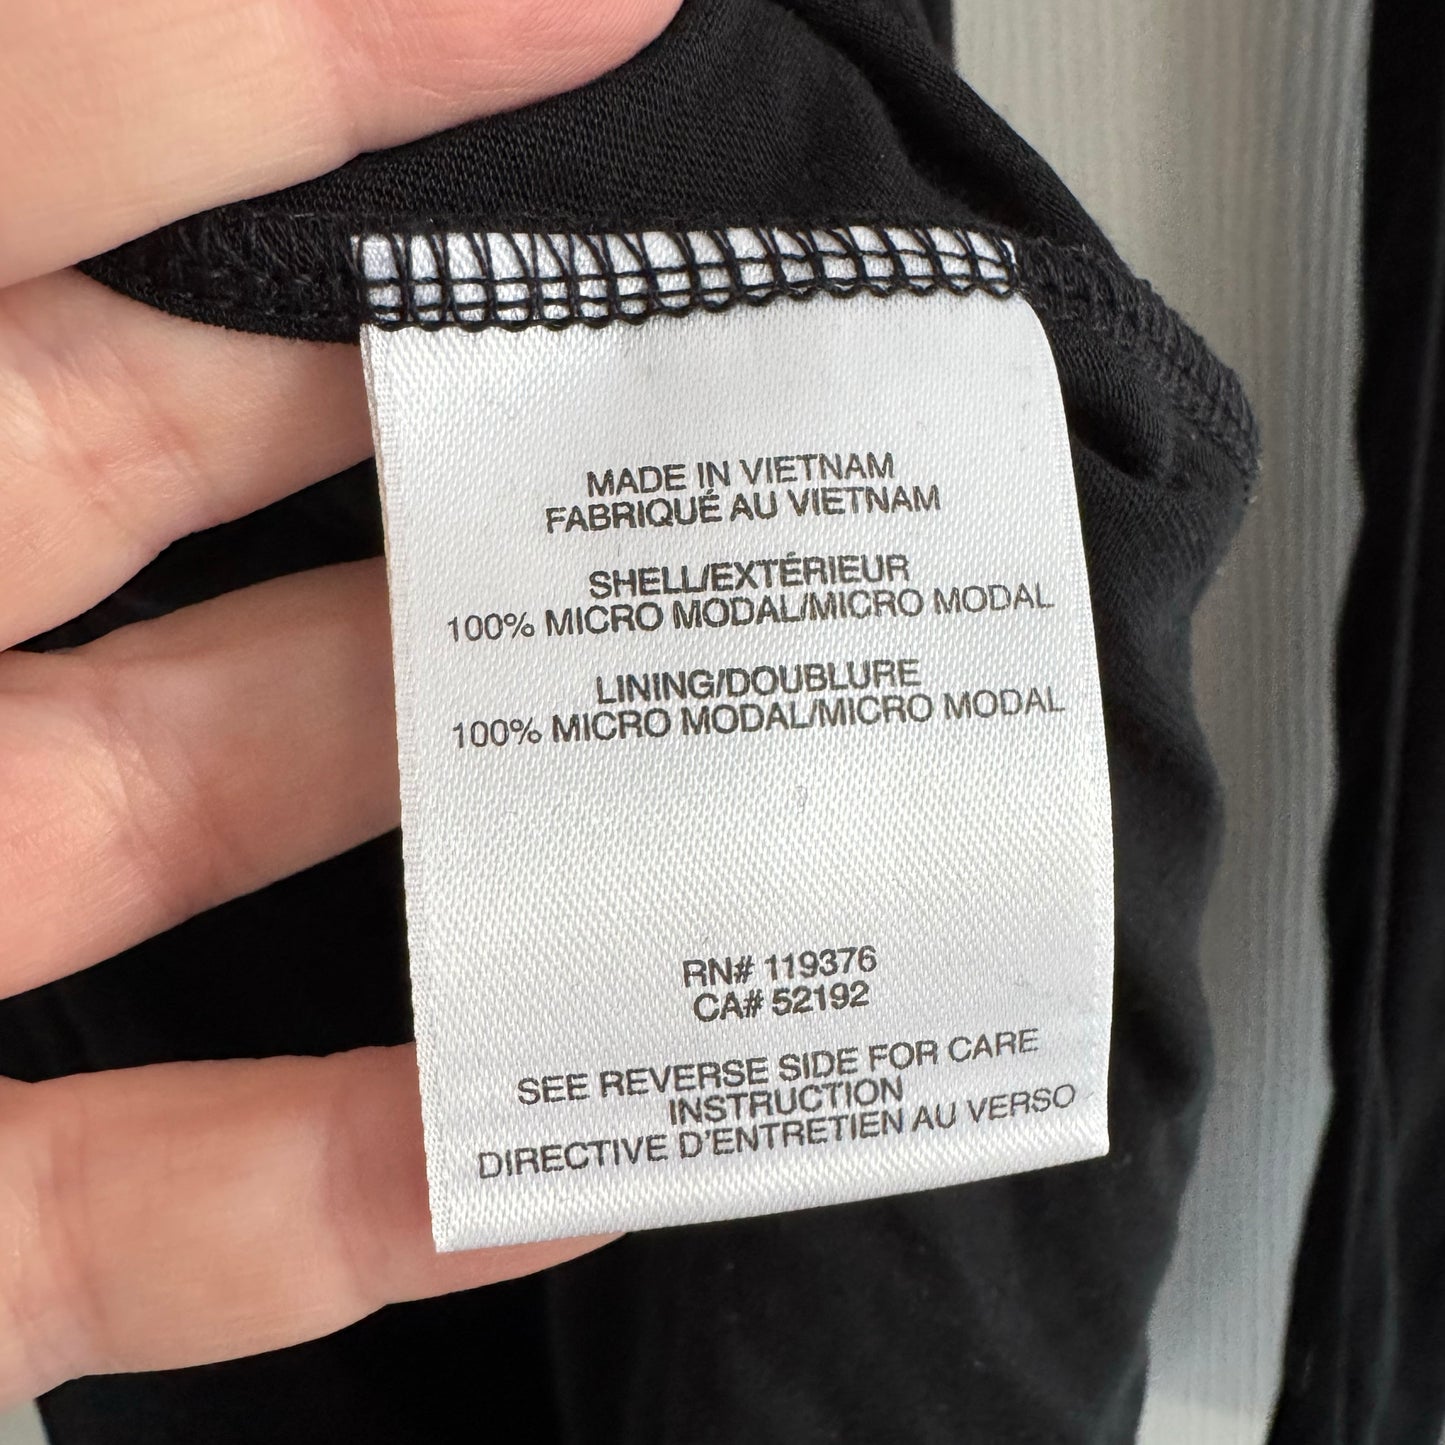 MADE IN VIETNAM
FABRIQUÉ AU VIETNAM
SHELL/EXTÉRIEUR
100% MICRO MODAL/MICRO MODAL
LINING/DOUBLURE
100% MICRO MODAL/MICRO MODAL
RN# 119376
CA# 52192
SEE REVERSE SIDE FOR CARE
INSTRUCTION
DIRECTIVE D'ENTRETIEN AU VERSO